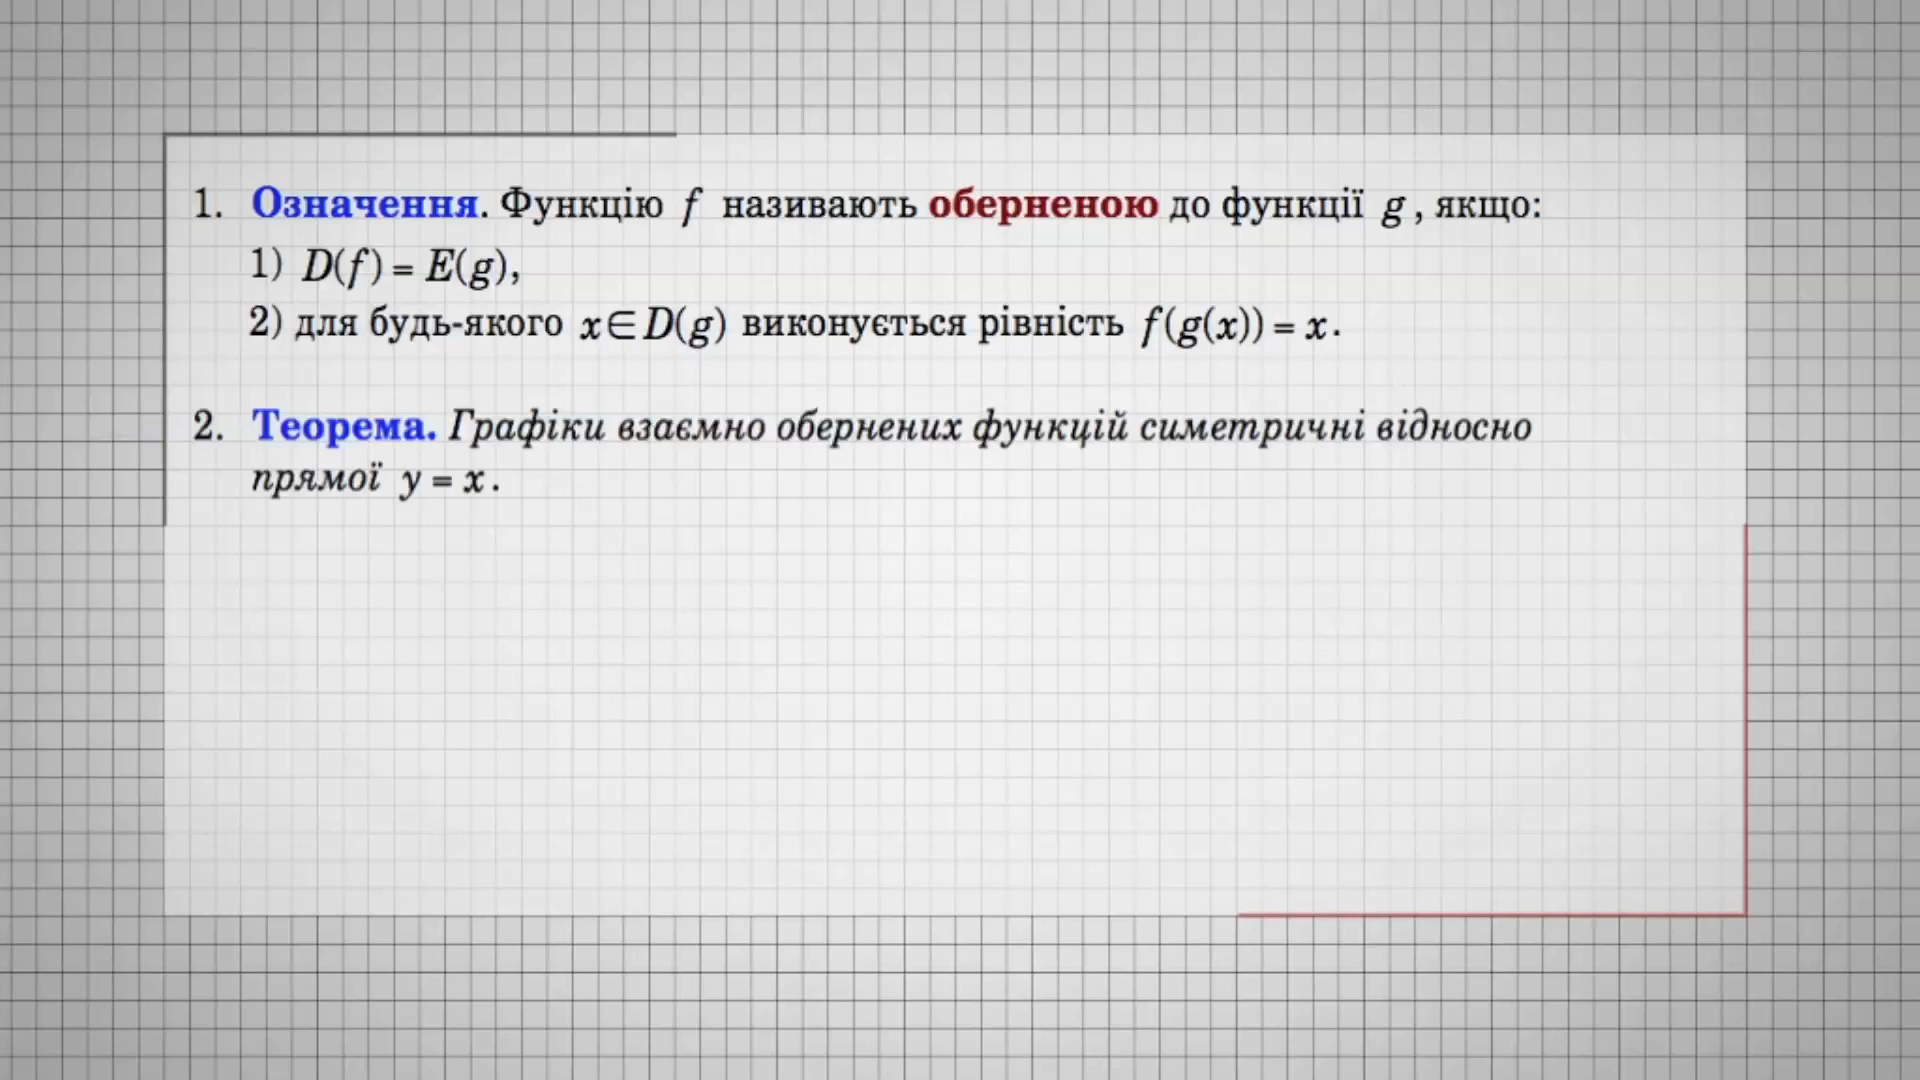 1. Означення. Функцію f називають оберненою до функції g, якщо:
1) D(f) = E(g),
2) для будь-якого x∈D(g) виконується рівність f(g(x)) = x.
2. Теорема. Графіки взаємно обернених функцій симетричні відносно
прямої y = x.